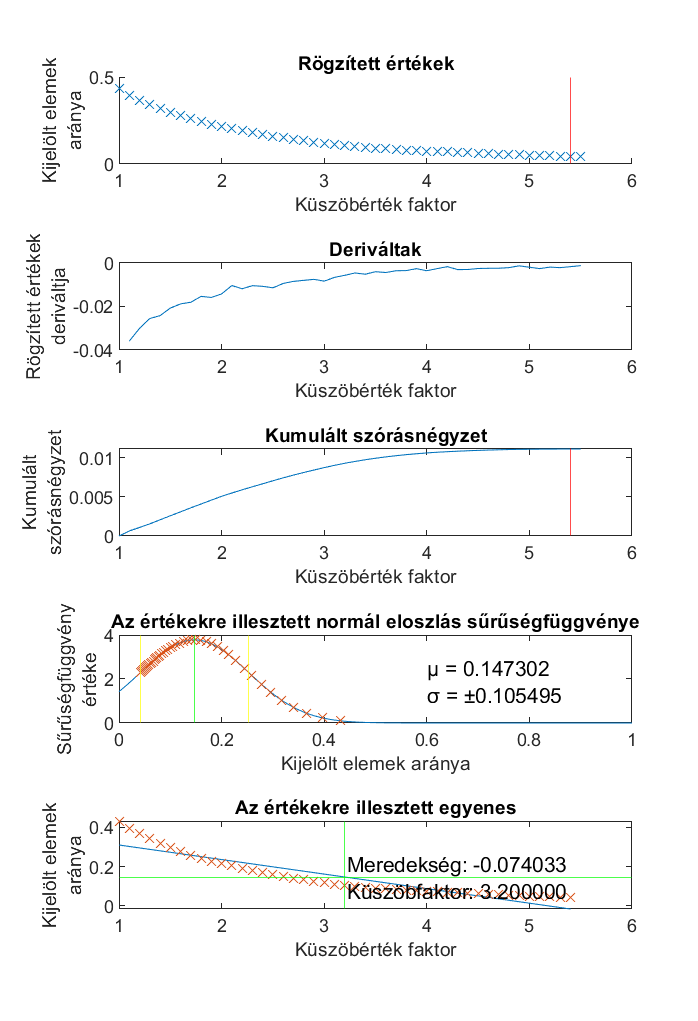 Rögzített értékek
Kijelölt elemek
aránya
0.5
0
1 2 3 4 5 6
Küszöbérték faktor
Deriváltak
Rögzített értékek
deriváltja
0
-0.02
-0.04
1 2 3 4 5 6
Küszöbérték faktor
Kumulált szórásnégyzet
Kumulált
szórásnégyzet
0.01
0.005
0
1 2 3 4 5 6
Küszöbérték faktor
Az értékekre illesztett normál eloszlás sűrűségfüggvénye
Sűrűségfüggvény
értéke
4
2
0
μ = 0.147302
σ = ±0.105495
0 0.2 0.4 0.6 0.8 1
Kijelölt elemek aránya
Az értékekre illesztett egyenes
Kijelölt elemek
aránya
0.4
0.2
0
Meredekség: -0.074033
Küszöbfaktor: 3.200000
1 2 3 4 5 6
Küszöbérték faktor